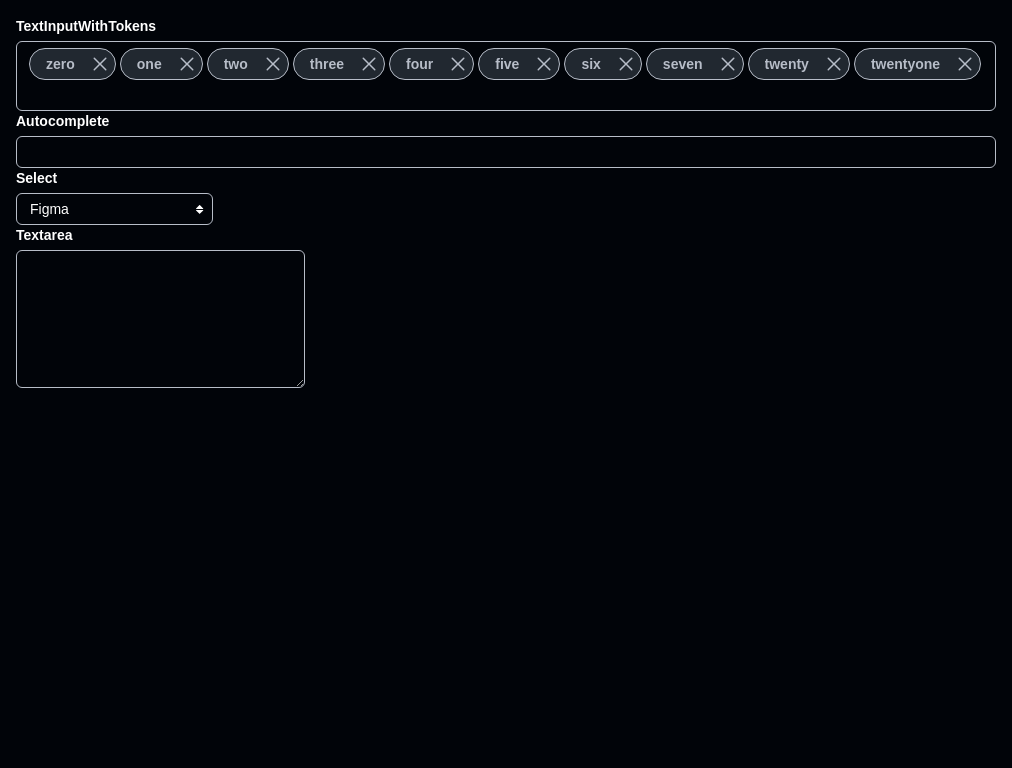 TextInputWithTokens
zero one two three four five six seven twenty twentyone
Autocomplete
Select
Figma
Textarea